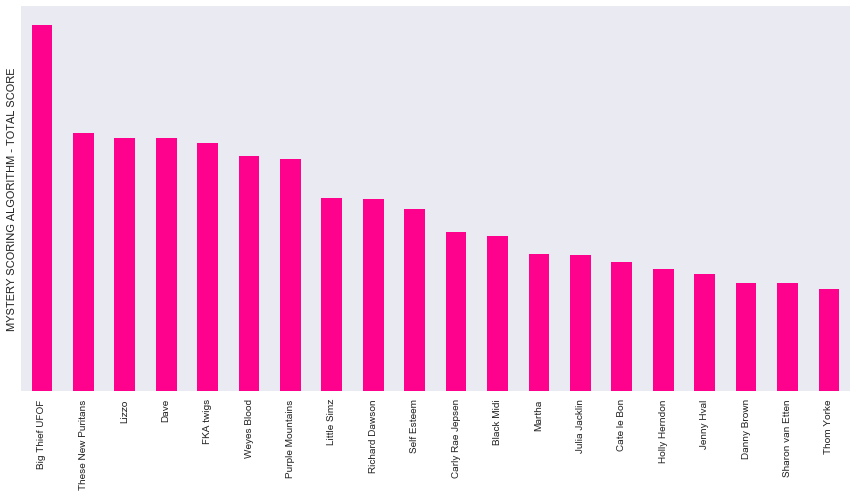 MYSTERY SCORING ALGORITHM - TOTAL SCORE
Big Thief UFOF
These New Puritans
Lizzo
Dave
FKA twigs
Weyes Blood
Purple Mountains
Little Simz
Richard Dawson
Self Esteem
Carly Rae Jepsen
Black Midi
Martha
Julia Jacklin
Cate le Bon
Holly Herndon
Jenny Hval
Danny Brown
Sharon van Etten
Thom Yorke